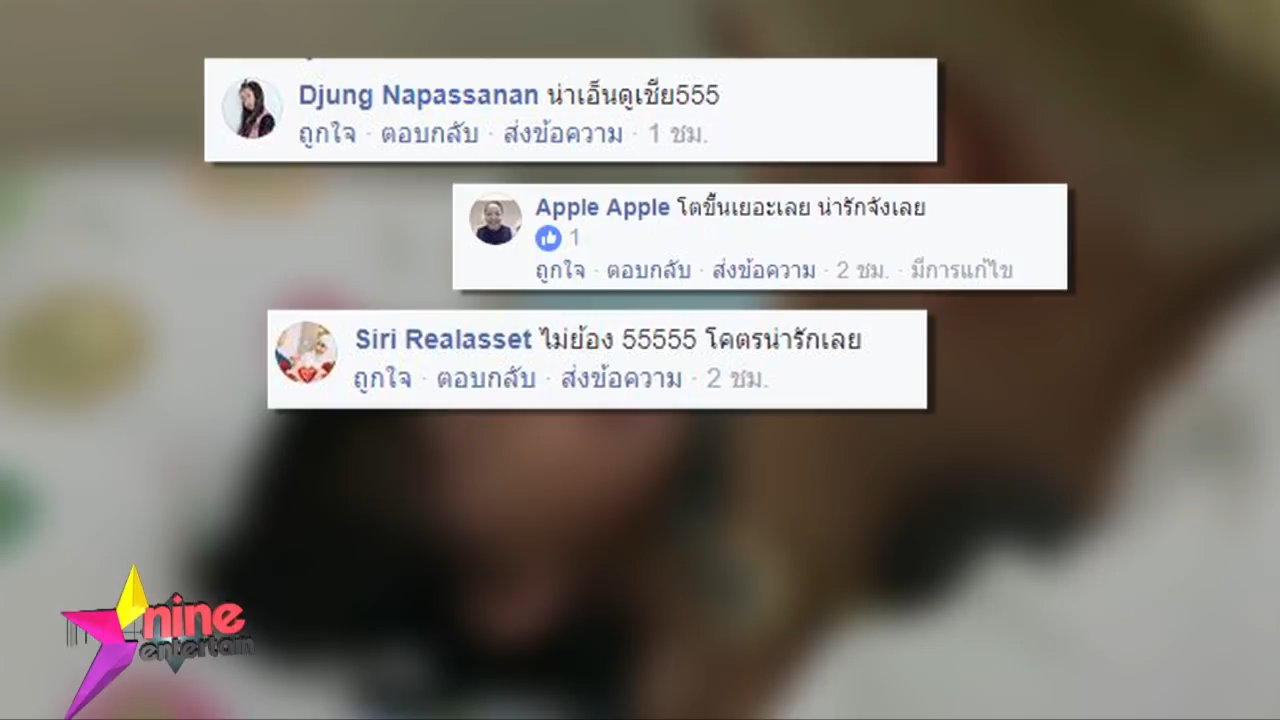 Djung Napassanan น่าเอ็นดูเชีย555
ถูกใจ · ตอบกลับ · ส่งข้อความ · 1 ชม.
Apple Apple โตขึ้นเยอะเลย น่ารักจังเลย
1
ถูกใจ · ตอบกลับ · ส่งข้อความ · 2 ชม. · มีการแก้ไข
Siri Realasset ไม่ย้อง 55555 โคตรน่ารักเลย
ถูกใจ · ตอบกลับ · ส่งข้อความ · 2 ชม.
nine
entertain